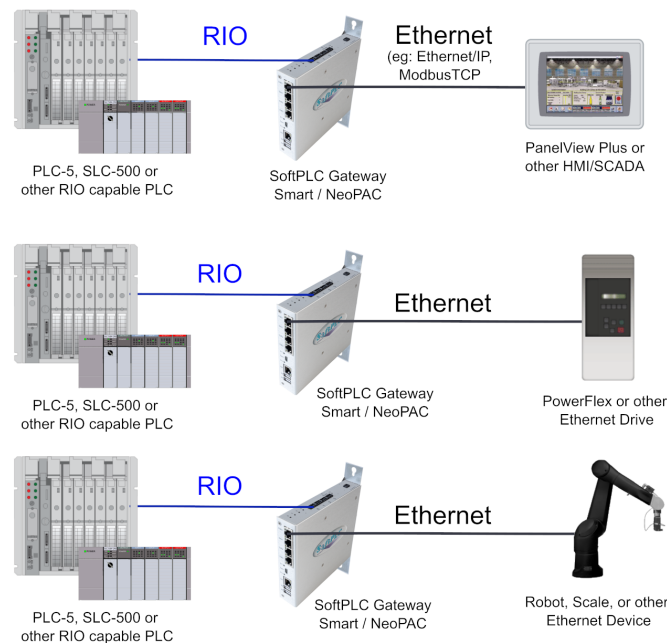 RIO
Ethernet
(eg: Ethernet/IP,
ModbusTCP
PLC-5, SLC-500 or
other RIO capable PLC
SoftPLC Gateway
Smart / NeoPAC
PanelView Plus or
other HMI/SCADA
RIO
Ethernet
PLC-5, SLC-500 or
other RIO capable PLC
SoftPLC Gateway
Smart / NeoPAC
PowerFlex or other
Ethernet Drive
RIO
Ethernet
PLC-5, SLC-500 or
other RIO capable PLC
SoftPLC Gateway
Smart / NeoPAC
Robot, Scale, or other
Ethernet Device